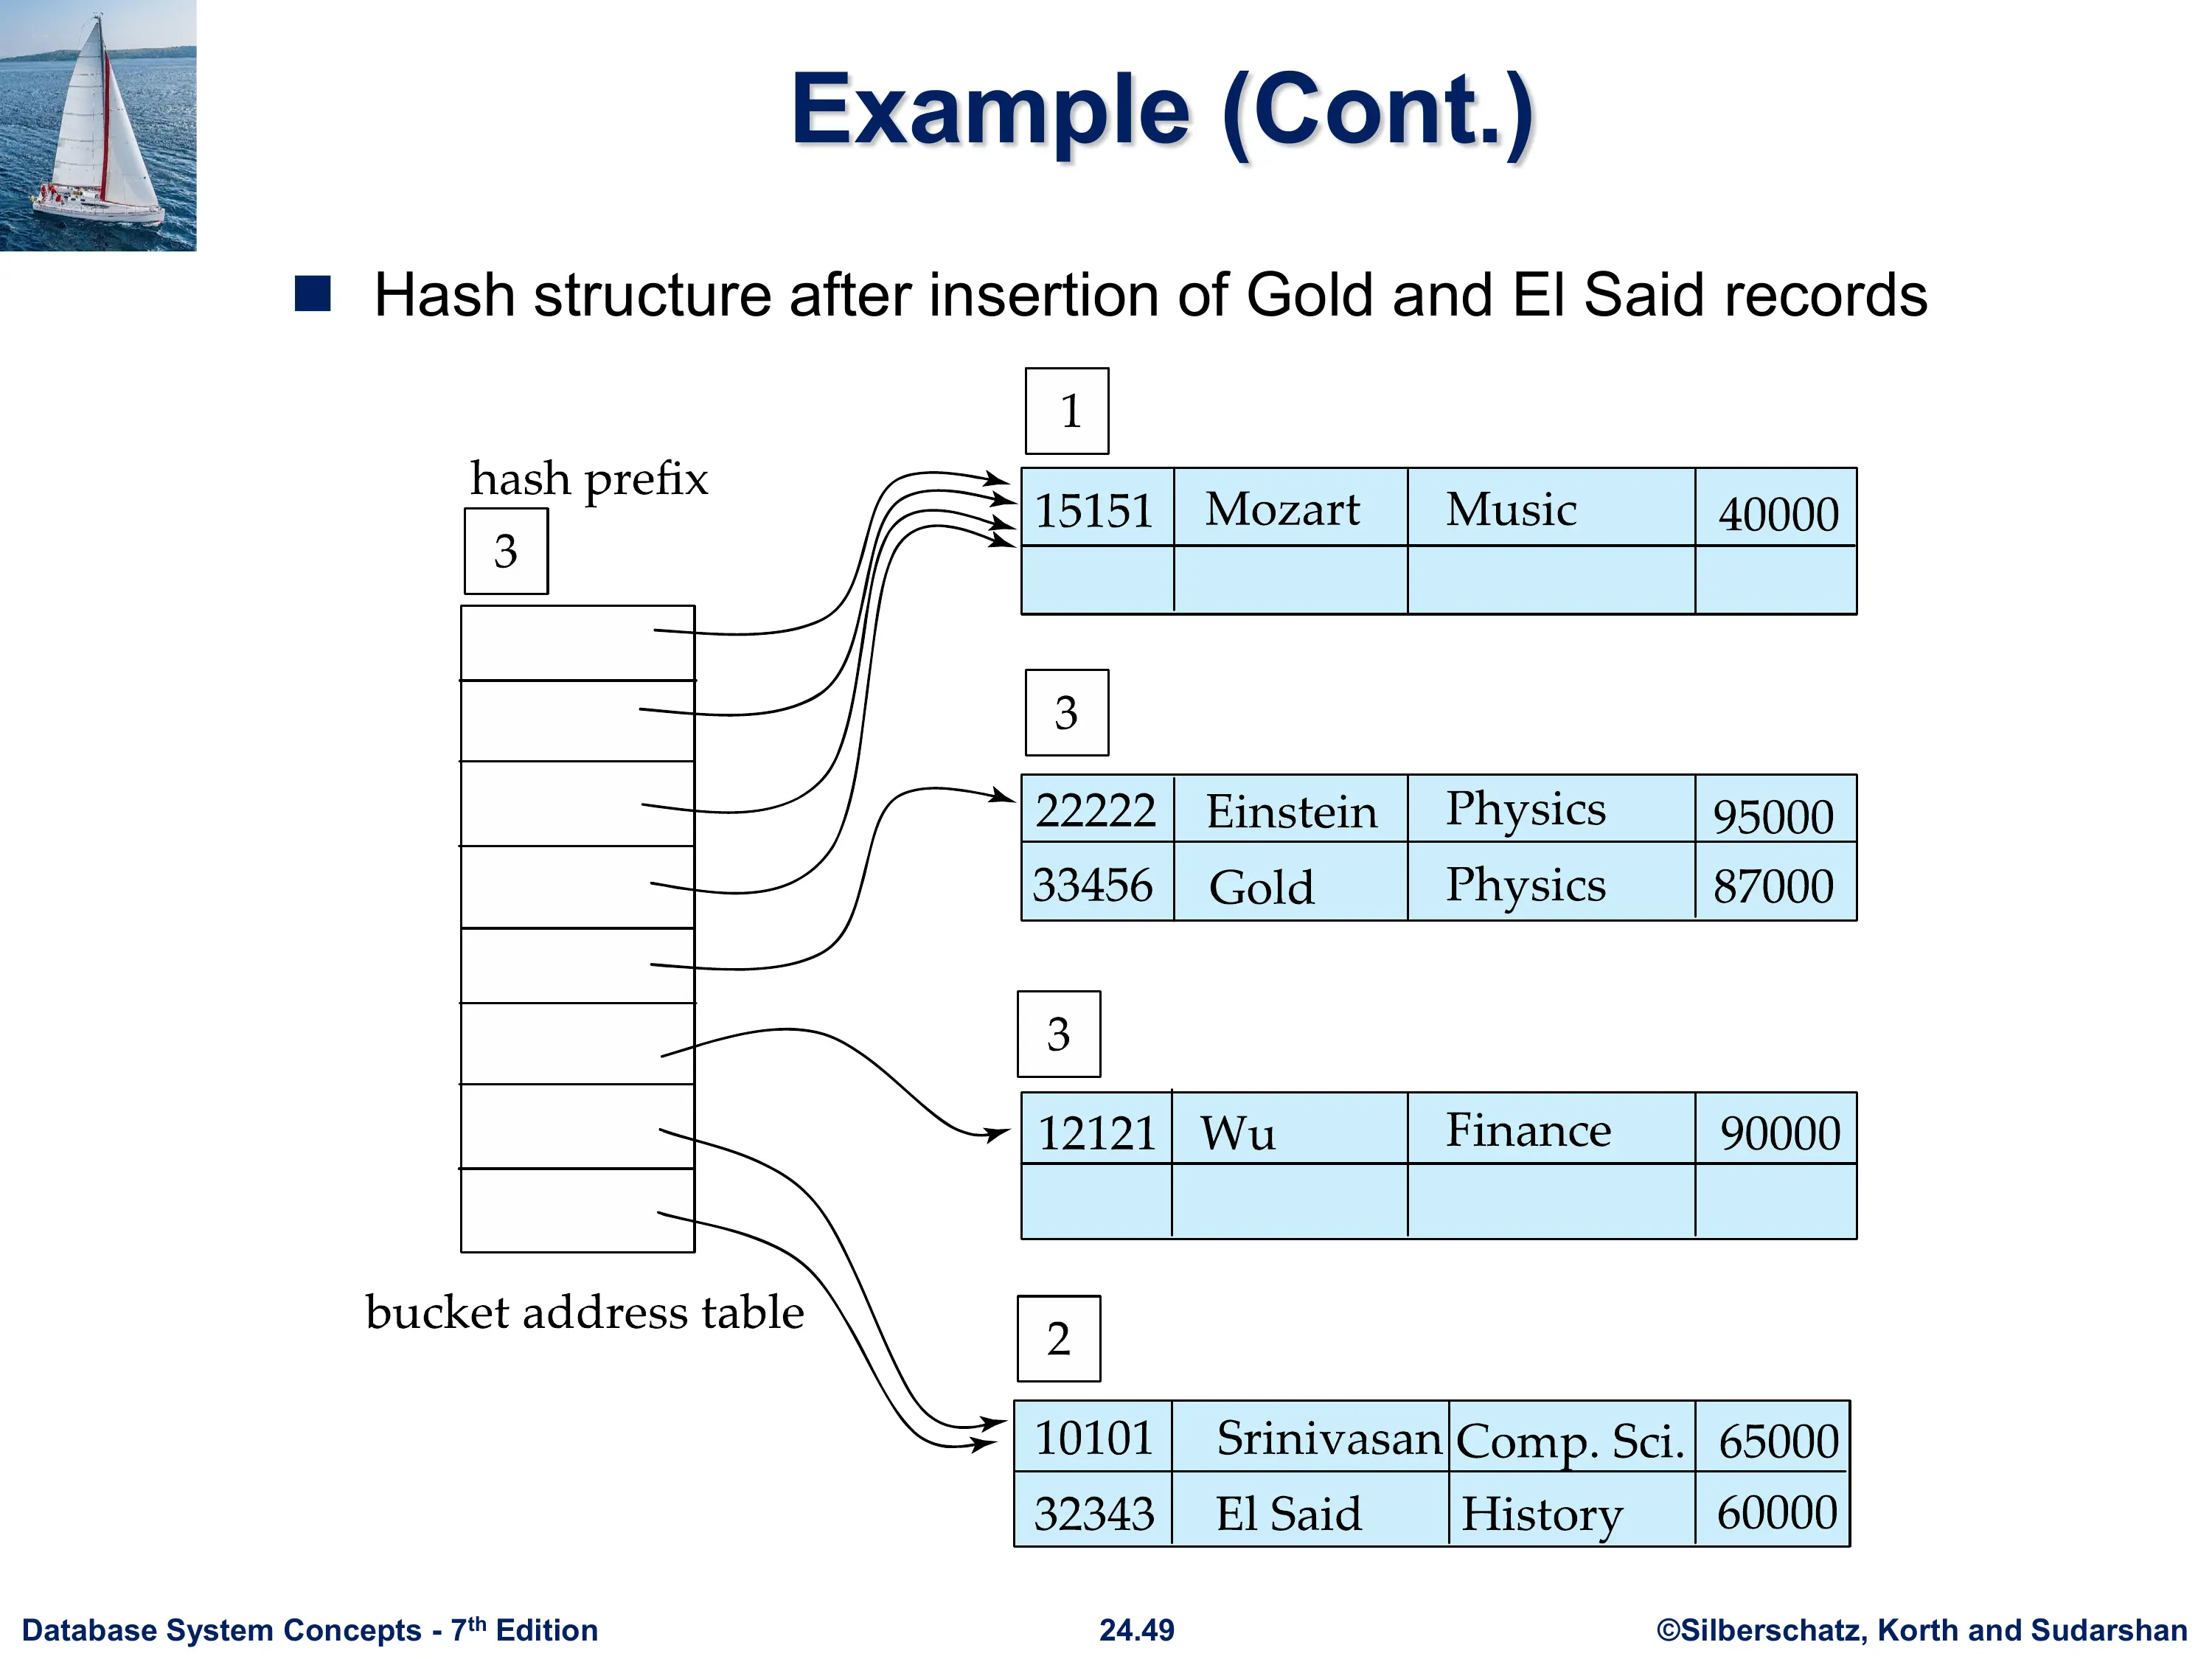 Example (Cont.)
Hash structure after insertion of Gold and El Said records
hash prefix
3
bucket address table
1
15151 Mozart Music 40000
3
22222 Einstein Physics 95000
33456 Gold Physics 87000
3
12121 Wu Finance 90000
2
10101 Srinivasan Comp. Sci. 65000
32343 El Said History 60000
Database System Concepts - 7th Edition
24.49
©Silberschatz, Korth and Sudarshan